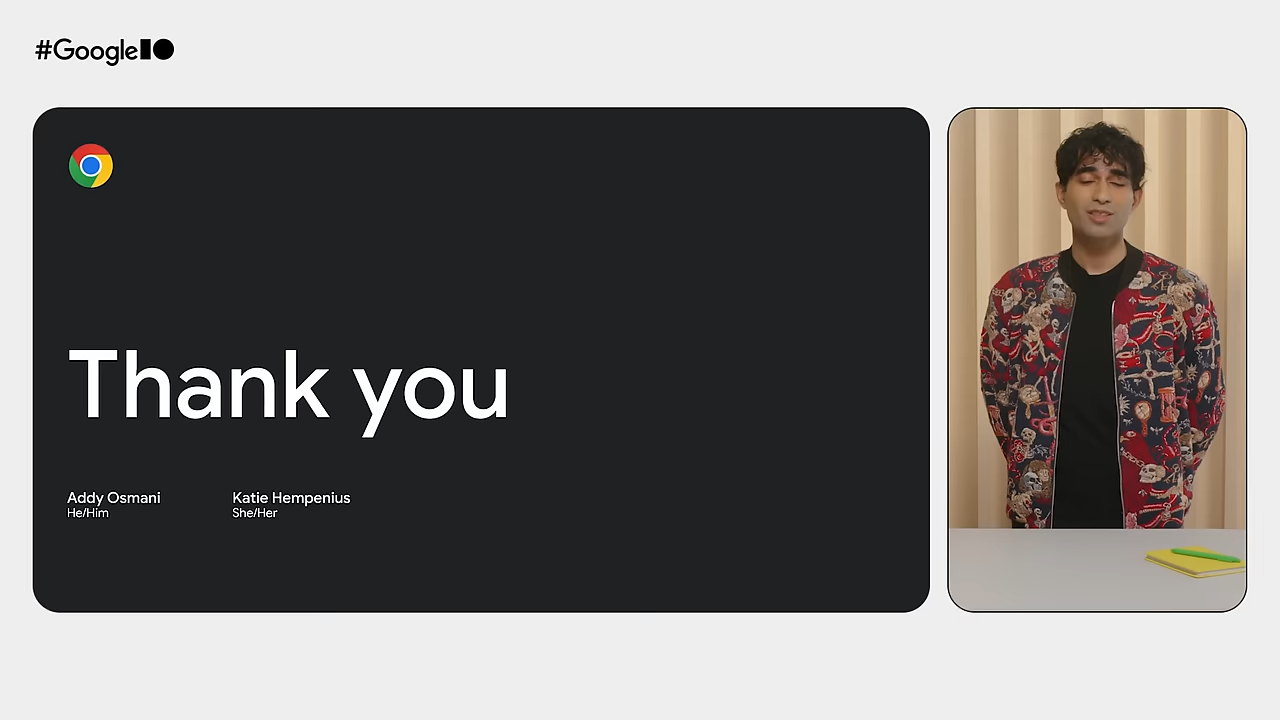 #GoogleIO
Thank you
Addy Osmani
He/Him
Katie Hempenius
She/Her